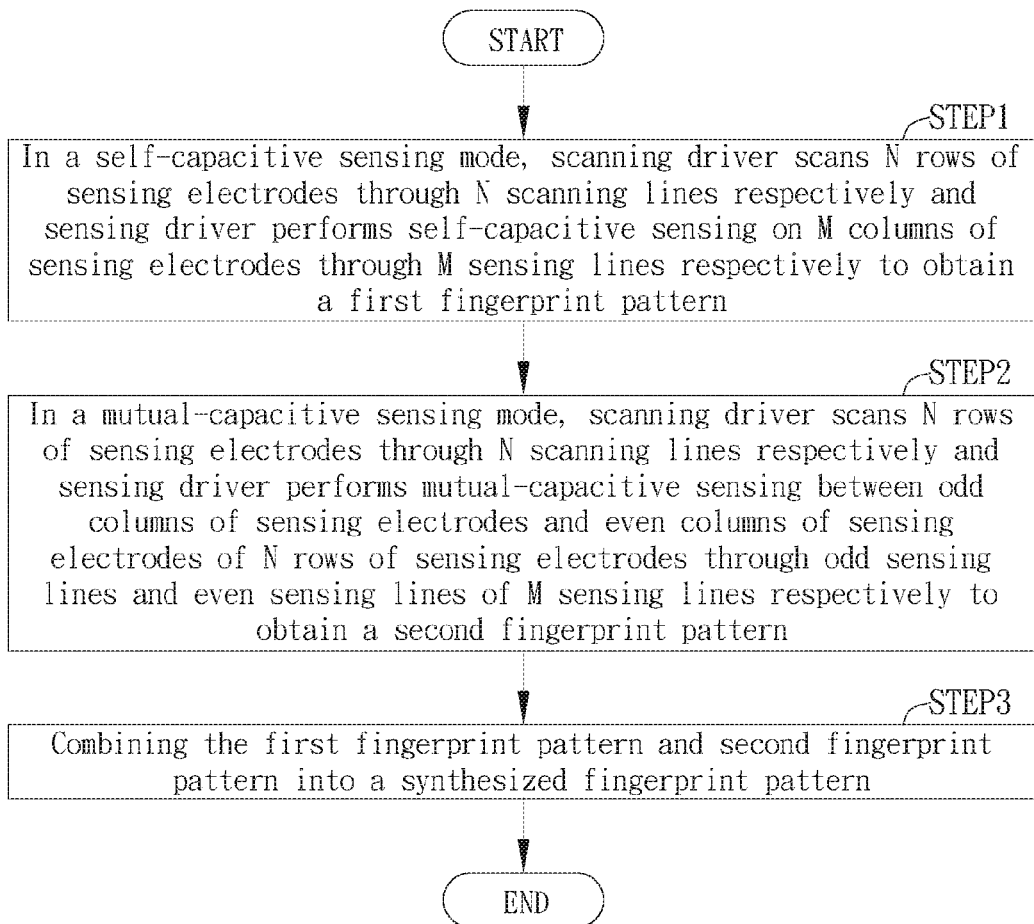 START
STEP1
In a self-capacitive sensing mode, scanning driver scans N rows of
sensing electrodes through N scanning lines respectively and
sensing driver performs self-capacitive sensing on M columns of
sensing electrodes through M sensing lines respectively to obtain
a first fingerprint pattern
STEP2
In a mutual-capacitive sensing mode, scanning driver scans N rows
of sensing electrodes through N scanning lines respectively and
sensing driver performs mutual-capacitive sensing between odd
columns of sensing electrodes and even columns of sensing
electrodes of N rows of sensing electrodes through odd sensing
lines and even sensing lines of M sensing lines respectively to
obtain a second fingerprint pattern
STEP3
Combining the first fingerprint pattern and second fingerprint
pattern into a synthesized fingerprint pattern
END